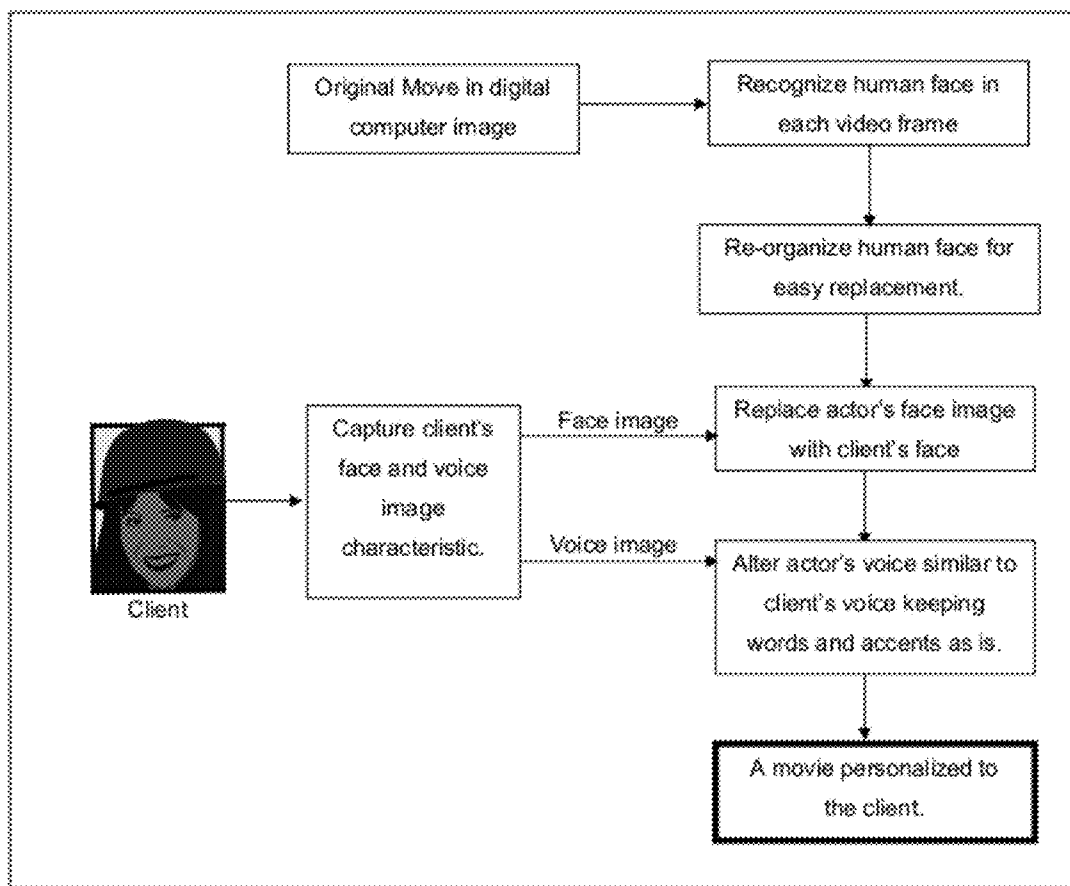 Original Move in digital
computer image
Recognize human face in
each video frame
Re-organize human face for
easy replacement.
Client
Capture client's
face and voice
image
characteristic.
Face image
Voice image
Replace actor's face image
with client's face
Alter actor's voice similar to
client's voice keeping
words and accents as is.
A movie personalized to
the client.